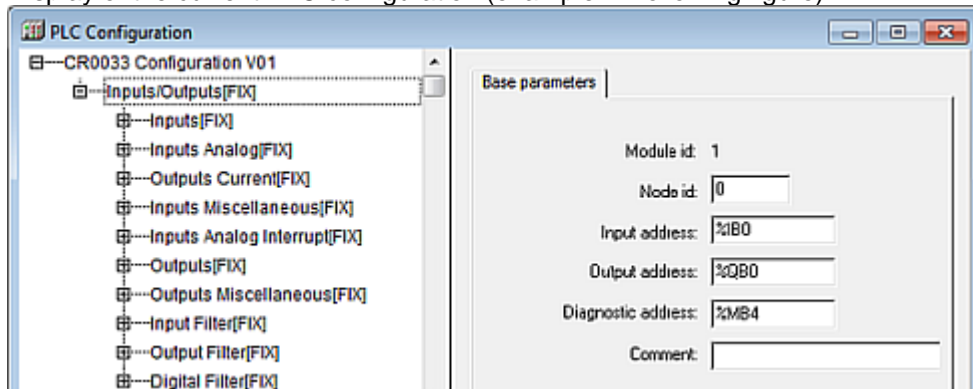 PLC Configuration
CR0033 Configuration V01
Inputs/Outputs[FIX]
Inputs[FIX]
Inputs Analog[FIX]
Outputs Current[FIX]
Inputs Miscellaneous[FIX]
Inputs Analog Interrupt[FIX]
Outputs[FIX]
Outputs Miscellaneous[FIX]
Input Filter[FIX]
Output Filter[FIX]
Digital Filter[FIX]
Base parameters
Module id: 1
Node id: 0
Input address: %IB0
Output address: %QB0
Diagnostic address: %MB4
Comment: